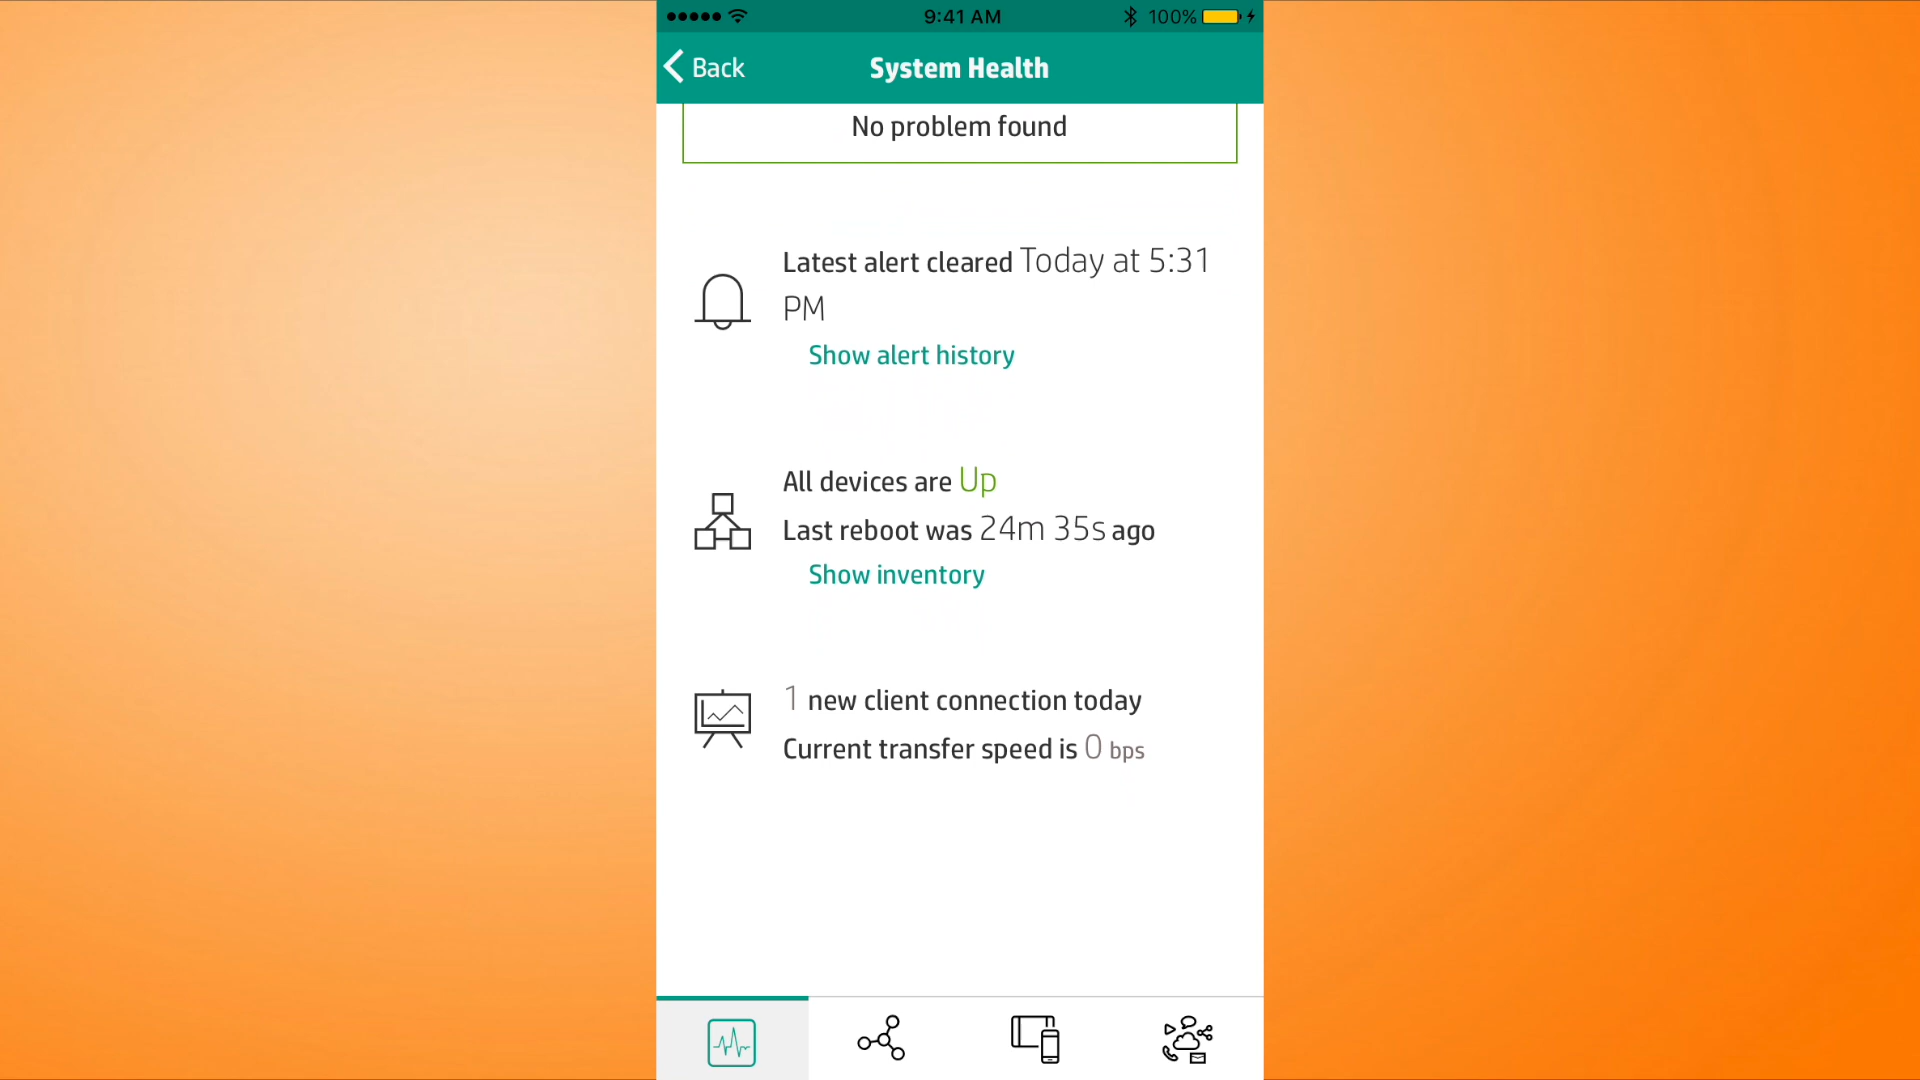 9:41 AM 100%
Back System Health
No problem found
Latest alert cleared Today at 5:31
PM
Show alert history
All devices are Up
Last reboot was 24m 35s ago
Show inventory
1 new client connection today
Current transfer speed is 0 bps